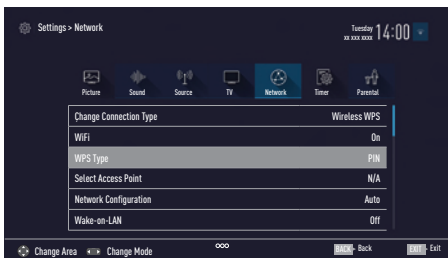 Settings > Network
Tuesday 14:00
xx xxx xxxx
Picture Sound Source TV Network Timer Parental
Change Connection Type Wireless WPS
WiFi On
WPS Type PIN
Select Access Point N/A
Network Configuration Auto
Wake-on-LAN Off
Change Area Change Mode BACK Back EXIT Exit